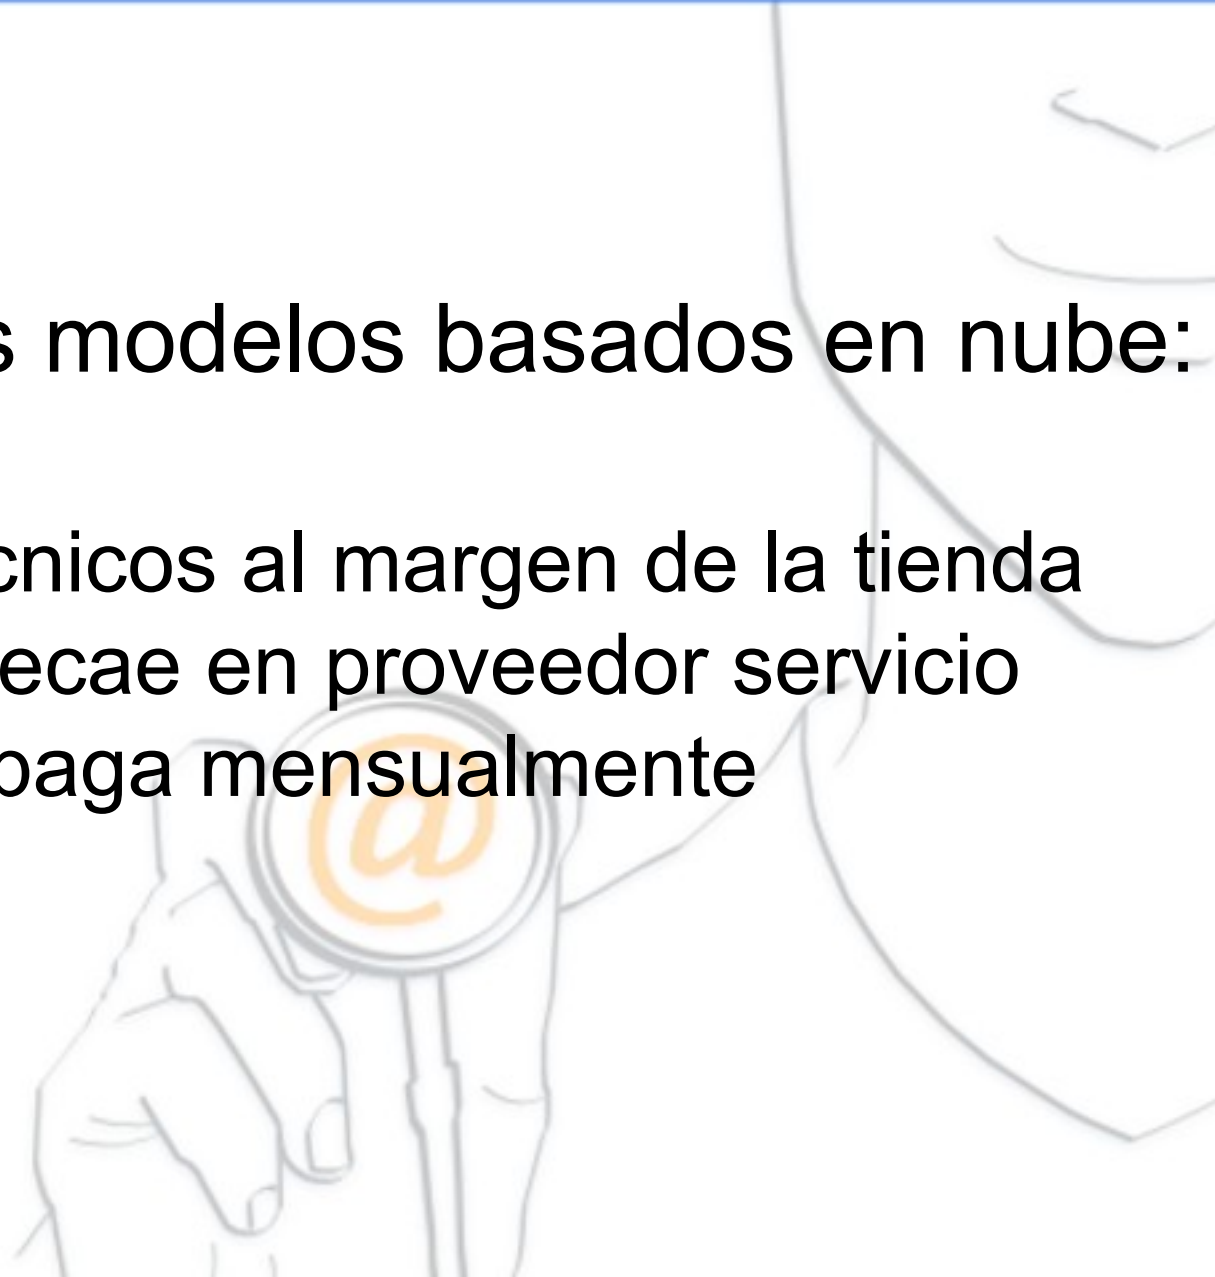 s modelos basados en nube:
cnicos al margen de la tienda
ecae en proveedor servicio
paga mensualmente
@